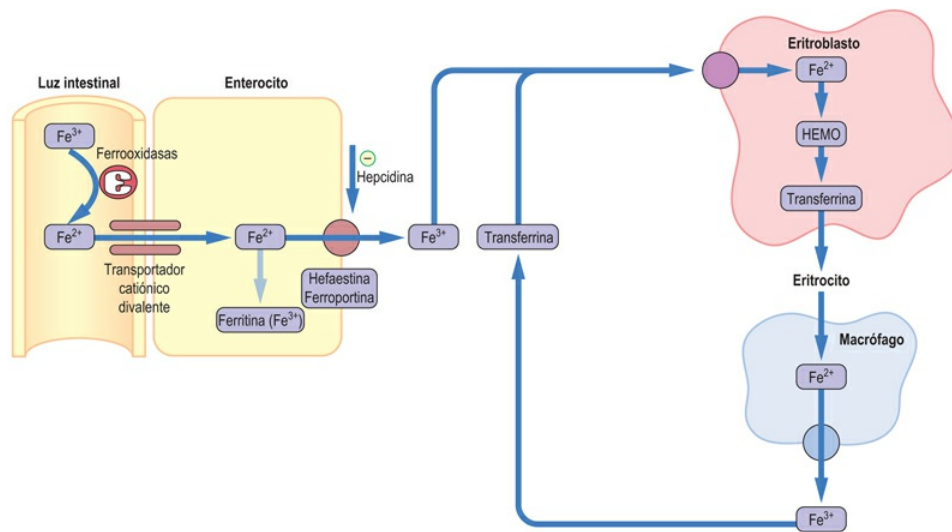 Luz intestinal
Fe³⁺
Ferrooxidasas
Fe²⁺
Transportador
catiónico
divalente
Enterocito
Fe²⁺
Ferritina (Fe³⁺)
−
Hepcidina
Hefaestina
Ferroportina
Fe³⁺
Transferrina
Eritroblasto
Fe²⁺
HEMO
Transferrina
Eritrocito
Macrófago
Fe²⁺
Fe³⁺